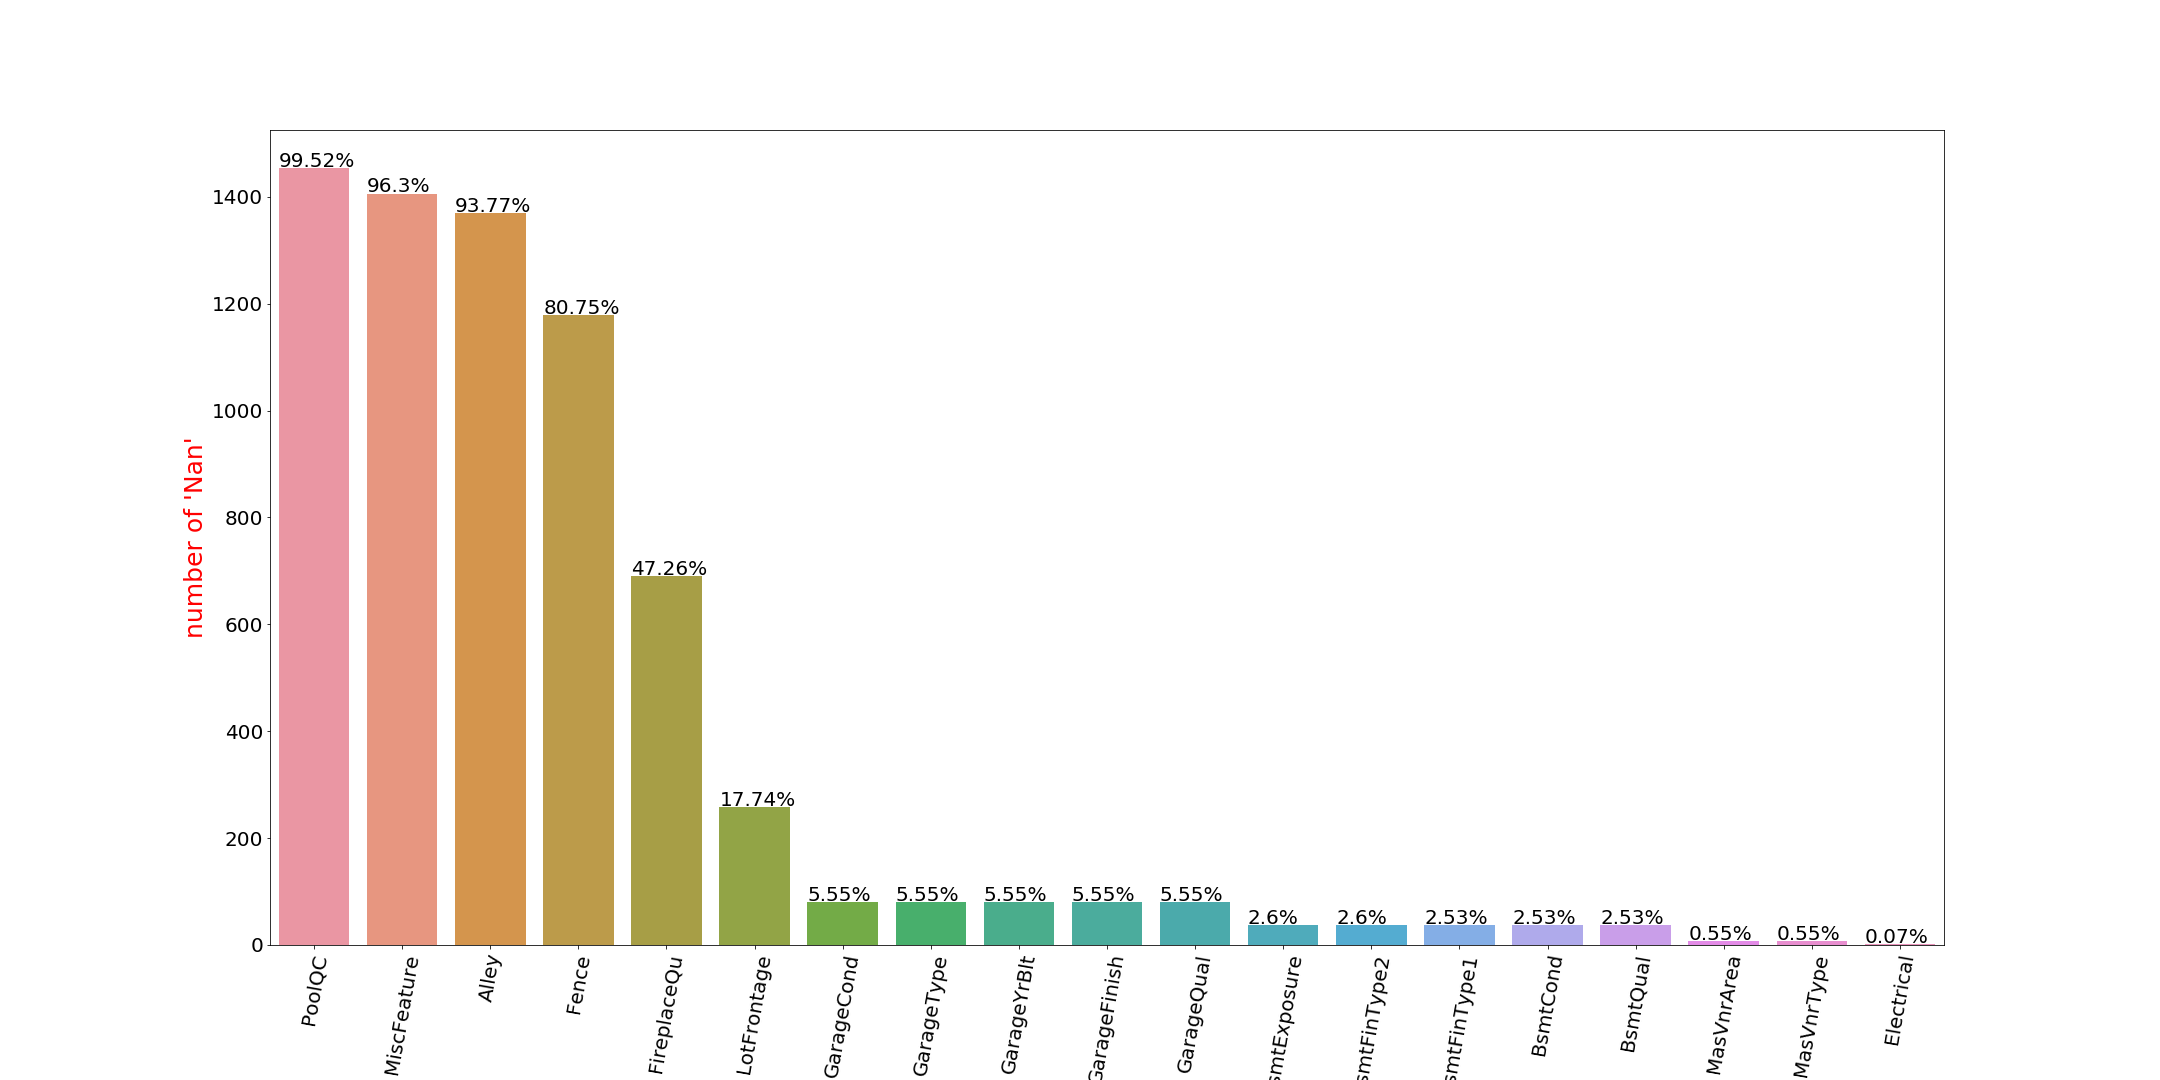 99.52%
96.3%
93.77%
80.75%
47.26%
17.74%
5.55%
5.55%
5.55%
5.55%
5.55%
2.6%
2.6%
2.53%
2.53%
2.53%
0.55%
0.55%
0.07%
1400
1200
1000
800
600
400
200
0
number of 'Nan'
PoolQC
MiscFeature
Alley
Fence
FireplaceQu
LotFrontage
GarageCond
GarageType
GarageYrBlt
GarageFinish
GarageQual
smtExposure
smtFinType2
smtFinType1
BsmtCond
BsmtQual
MasVnrArea
MasVnrType
Electrical